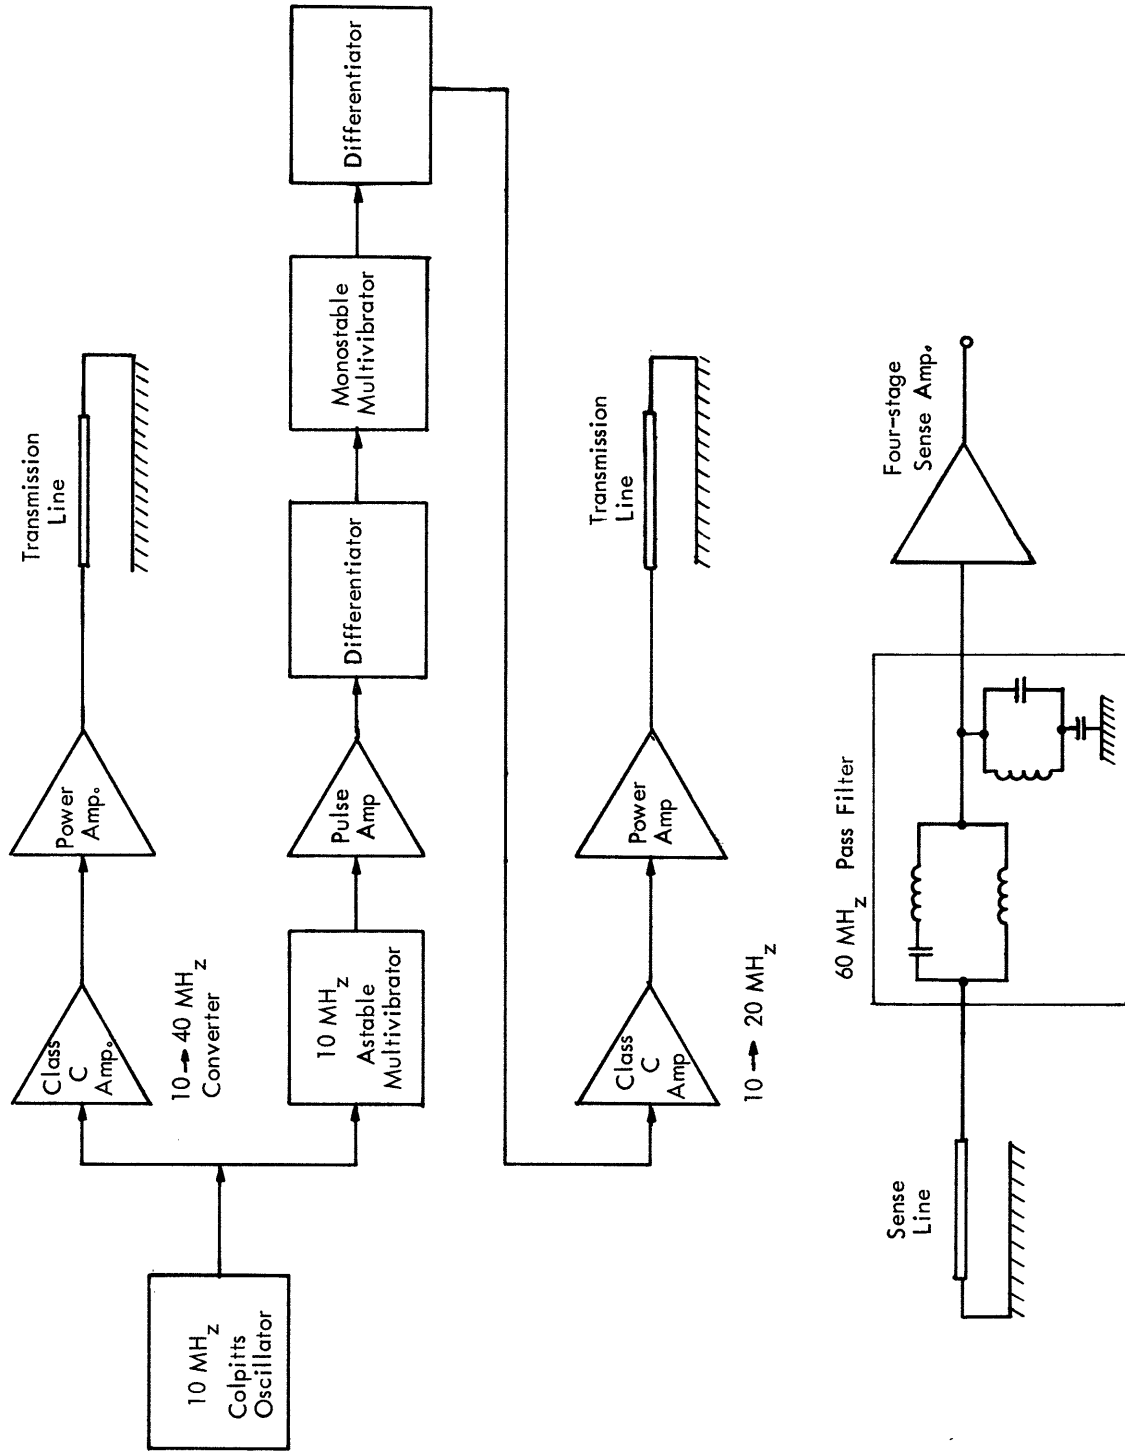 10 MHz
Colpitts
Oscillator
Class
C
Amp.
10→40 MHz
Converter
Power
Amp.
Transmission
Line
10 MHz
Astable
Multivibrator
Pulse
Amp
Differentiator
Monostable
Multivibrator
Differentiator
Class
C
Amp
10→20 MHz
Power
Amp
Transmission
Line
Sense
Line
60 MHz Pass Filter
Four-stage
Sense Amp.